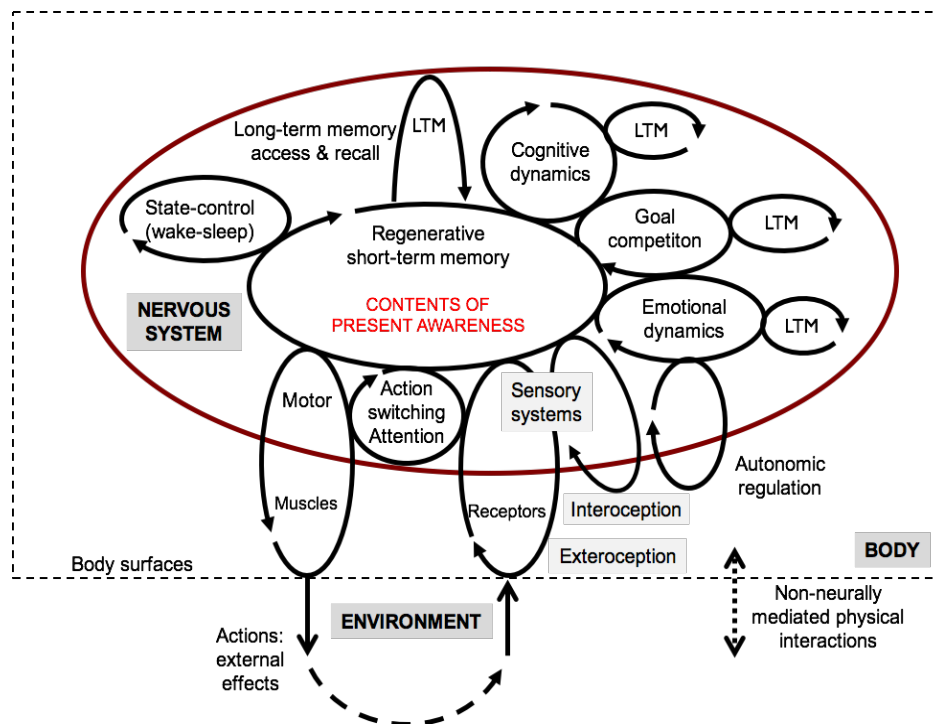 Long-term memory
access & recall
LTM
Cognitive
dynamics
LTM
State-control
(wake-sleep)
Regenerative
short-term memory
Goal
competiton
LTM
CONTENTS OF
PRESENT AWARENESS
NERVOUS
SYSTEM
Emotional
dynamics
LTM
Motor
Action
switching
Attention
Sensory
systems
Autonomic
regulation
Muscles
Receptors
Interoception
Exteroception
BODY
Body surfaces
ENVIRONMENT
Non-neurally
mediated physical
interactions
Actions:
external
effects